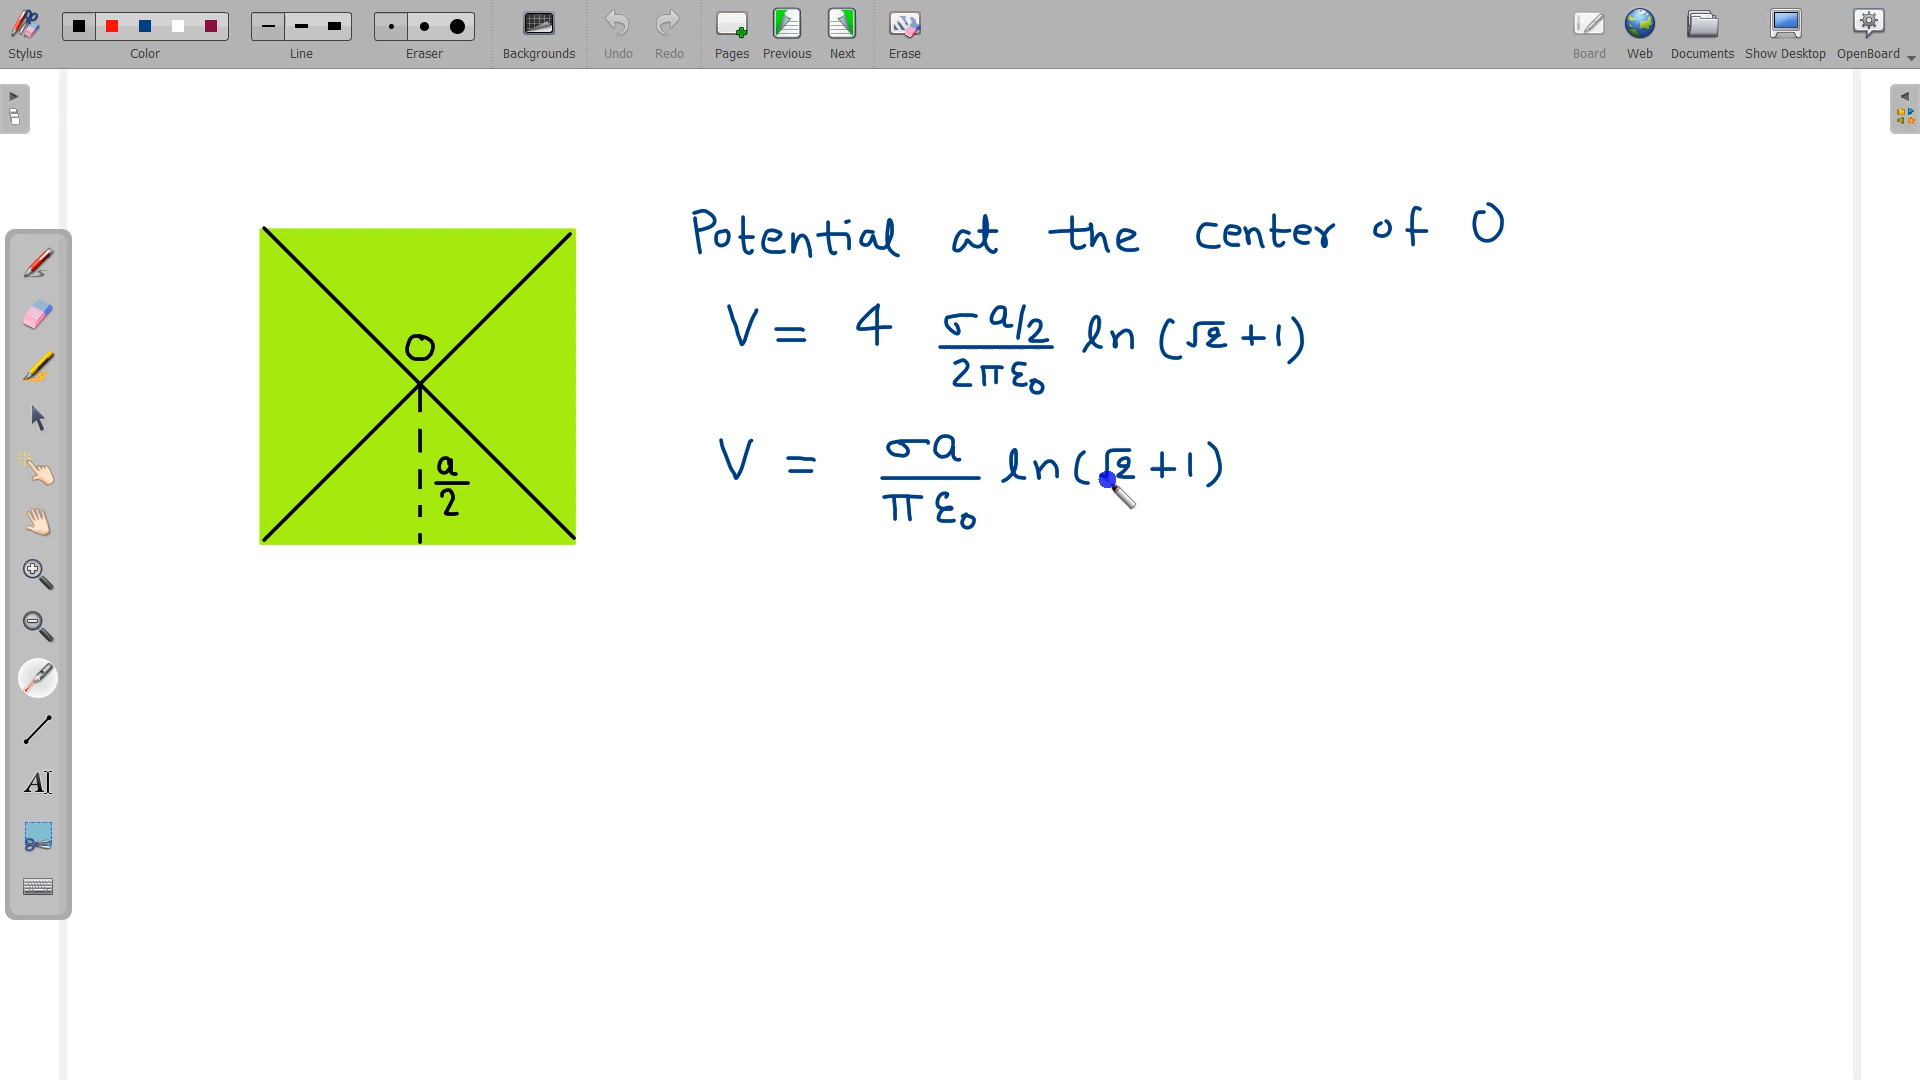 Stylus Color Line Eraser Backgrounds Undo Redo Pages Previous Next Erase Board Web Documents Show Desktop OpenBoard
Potential at the center of O
V = 4 σ a/2 / 2πε₀ ln (√2 + 1)
V = σa / πε₀ ln (√2 + 1)
O
a/2
AI